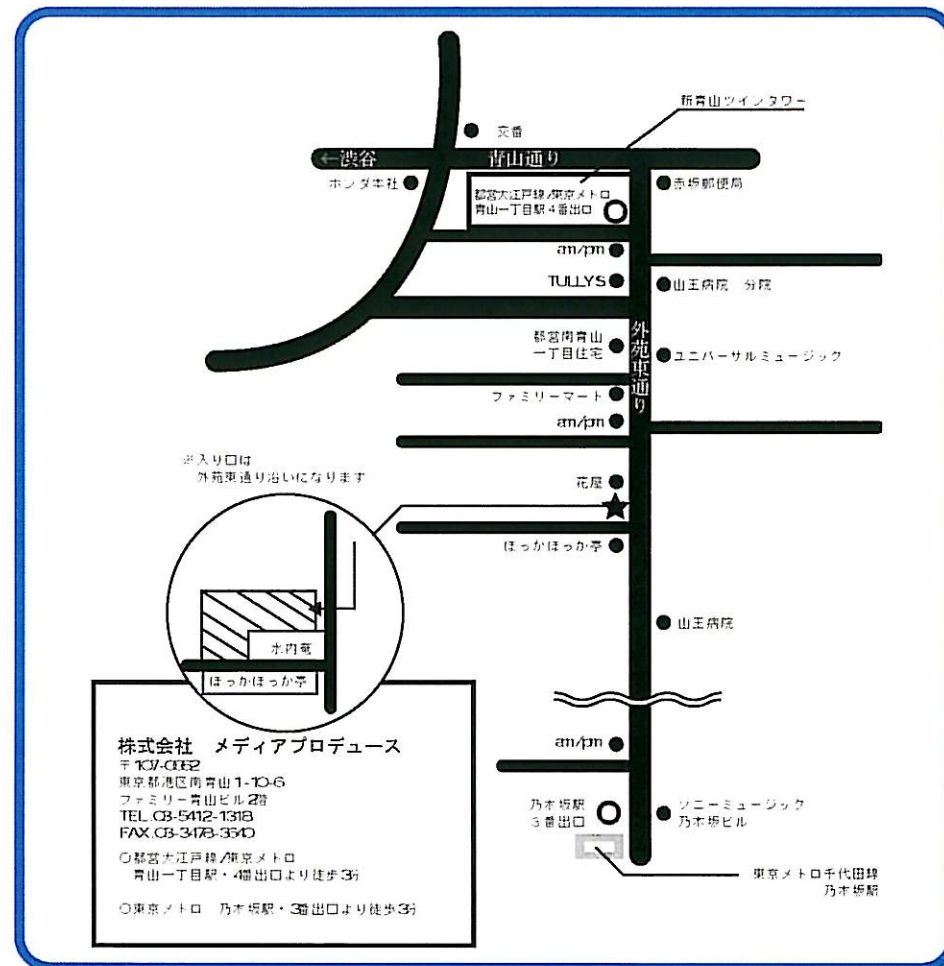 新青山ツインタワー
交番
←渋谷
青山通り
ホンダ本社
都営大江戸線/東京メトロ
青山一丁目駅4番出口
赤坂郵便局
am/pm
TULLYS
山王病院 分院
都営南青山
一丁目住宅
外苑東通り
ユニバーサルミュージック
ファミリーマート
am/pm
※入り口は
外苑東通り沿いになります
花屋
ほっかほっか亭
山王病院
水内庵
ほっかほっか亭
株式会社 メディアプロデュース
〒107-0062
東京都港区南青山1-10-6
ファミリー青山ビル2階
TEL.03-5412-1318
FAX.03-3478-3540
○都営大江戸線/東京メトロ
青山一丁目駅・4番出口より徒歩3分
○東京メトロ 乃木坂駅・3番出口より徒歩3分
am/pm
乃木坂駅
3番出口
ソニーミュージック
乃木坂ビル
東京メトロ千代田線
乃木坂駅